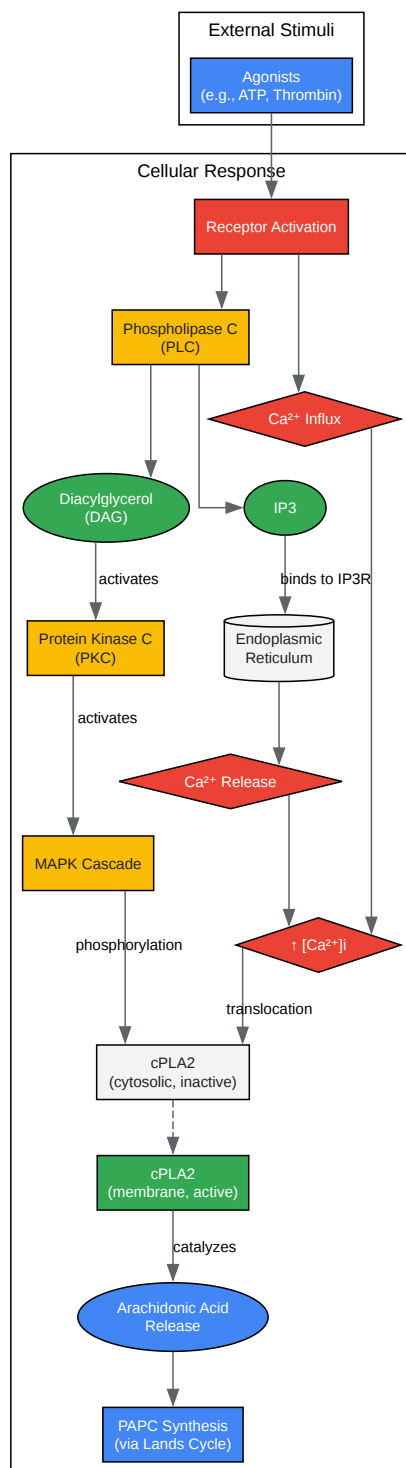 External Stimuli
Agonists
(e.g., ATP, Thrombin)
Cellular Response
Receptor Activation
Phospholipase C
(PLC)
Ca²⁺ Influx
Diacylglycerol
(DAG)
IP3
activates
binds to IP3R
Protein Kinase C
(PKC)
Endoplasmic
Reticulum
activates
Ca²⁺ Release
MAPK Cascade
phosphorylation
↑ [Ca²⁺]i
translocation
cPLA2
(cytosolic, inactive)
cPLA2
(membrane, active)
catalyzes
Arachidonic Acid
Release
PAPC Synthesis
(via Lands Cycle)